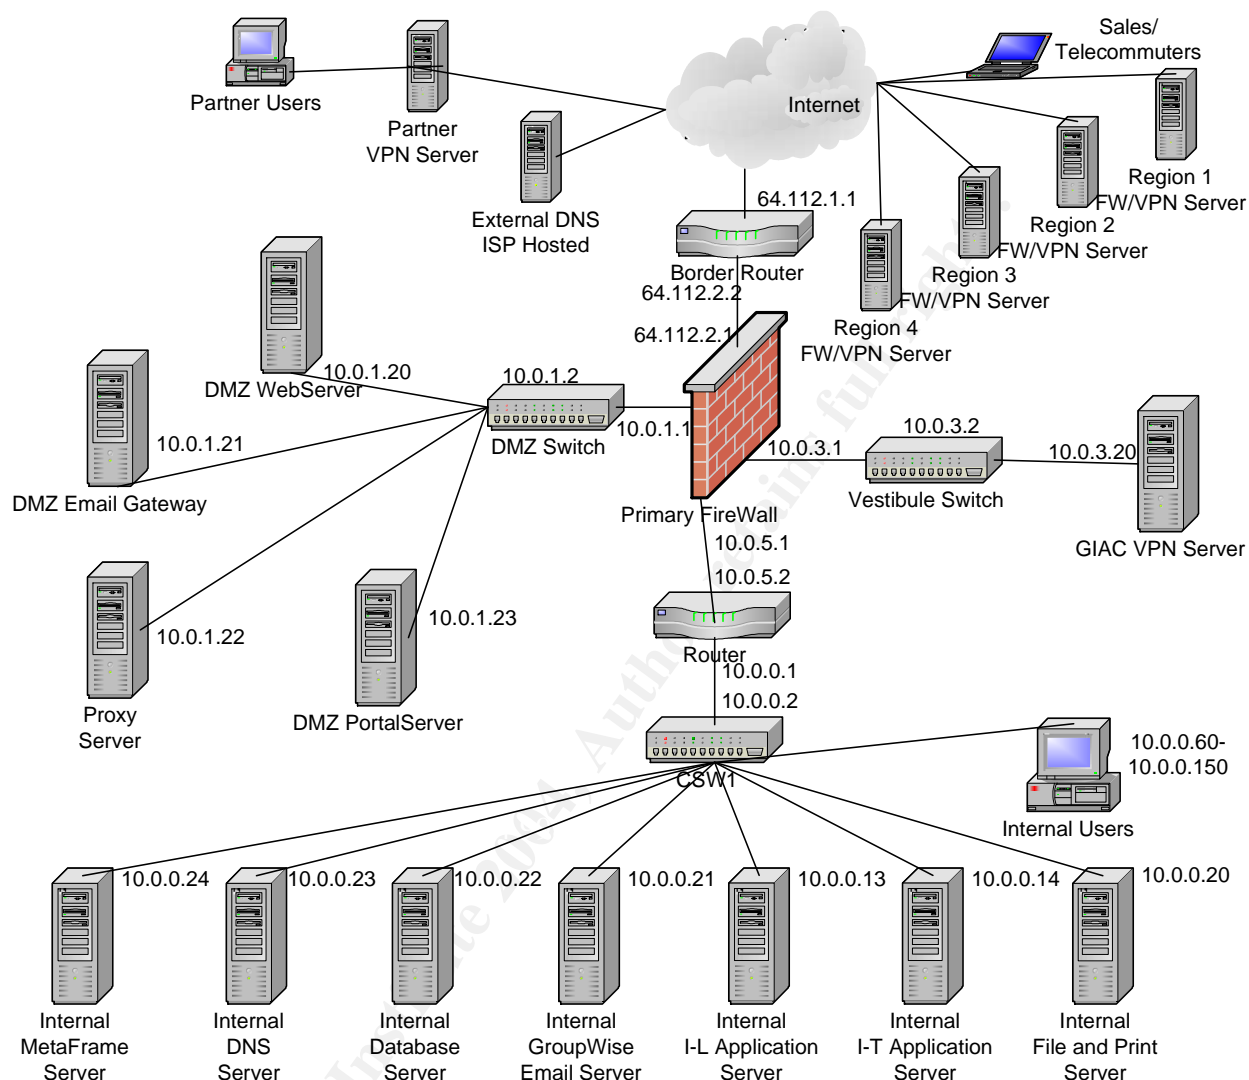 Sales/
Telecommuters
Internet
Partner Users
Partner
VPN Server
External DNS
ISP Hosted
64.112.1.1
Border Router
64.112.2.2
64.112.2.1
Region 1
FW/VPN Server
Region 2
FW/VPN Server
Region 3
FW/VPN Server
Region 4
FW/VPN Server
DMZ WebServer
10.0.1.20
10.0.1.2
DMZ Switch
10.0.1.1
10.0.3.1
10.0.3.2
Vestibule Switch
10.0.3.20
GIAC VPN Server
DMZ Email Gateway
10.0.1.21
Primary FireWall
10.0.5.1
10.0.5.2
Router
10.0.0.1
10.0.0.2
Proxy
Server
10.0.1.22
DMZ PortalServer
10.0.1.23
CSW1
10.0.0.60-
10.0.0.150
Internal Users
10.0.0.24
10.0.0.23
10.0.0.22
10.0.0.21
10.0.0.13
10.0.0.14
10.0.0.20
Internal
MetaFrame
Server
Internal
DNS
Server
Internal
Database
Server
Internal
GroupWise
Email Server
Internal
I-L Application
Server
Internal
I-T Application
Server
Internal
File and Print
Server
2004, Author retains full rights.